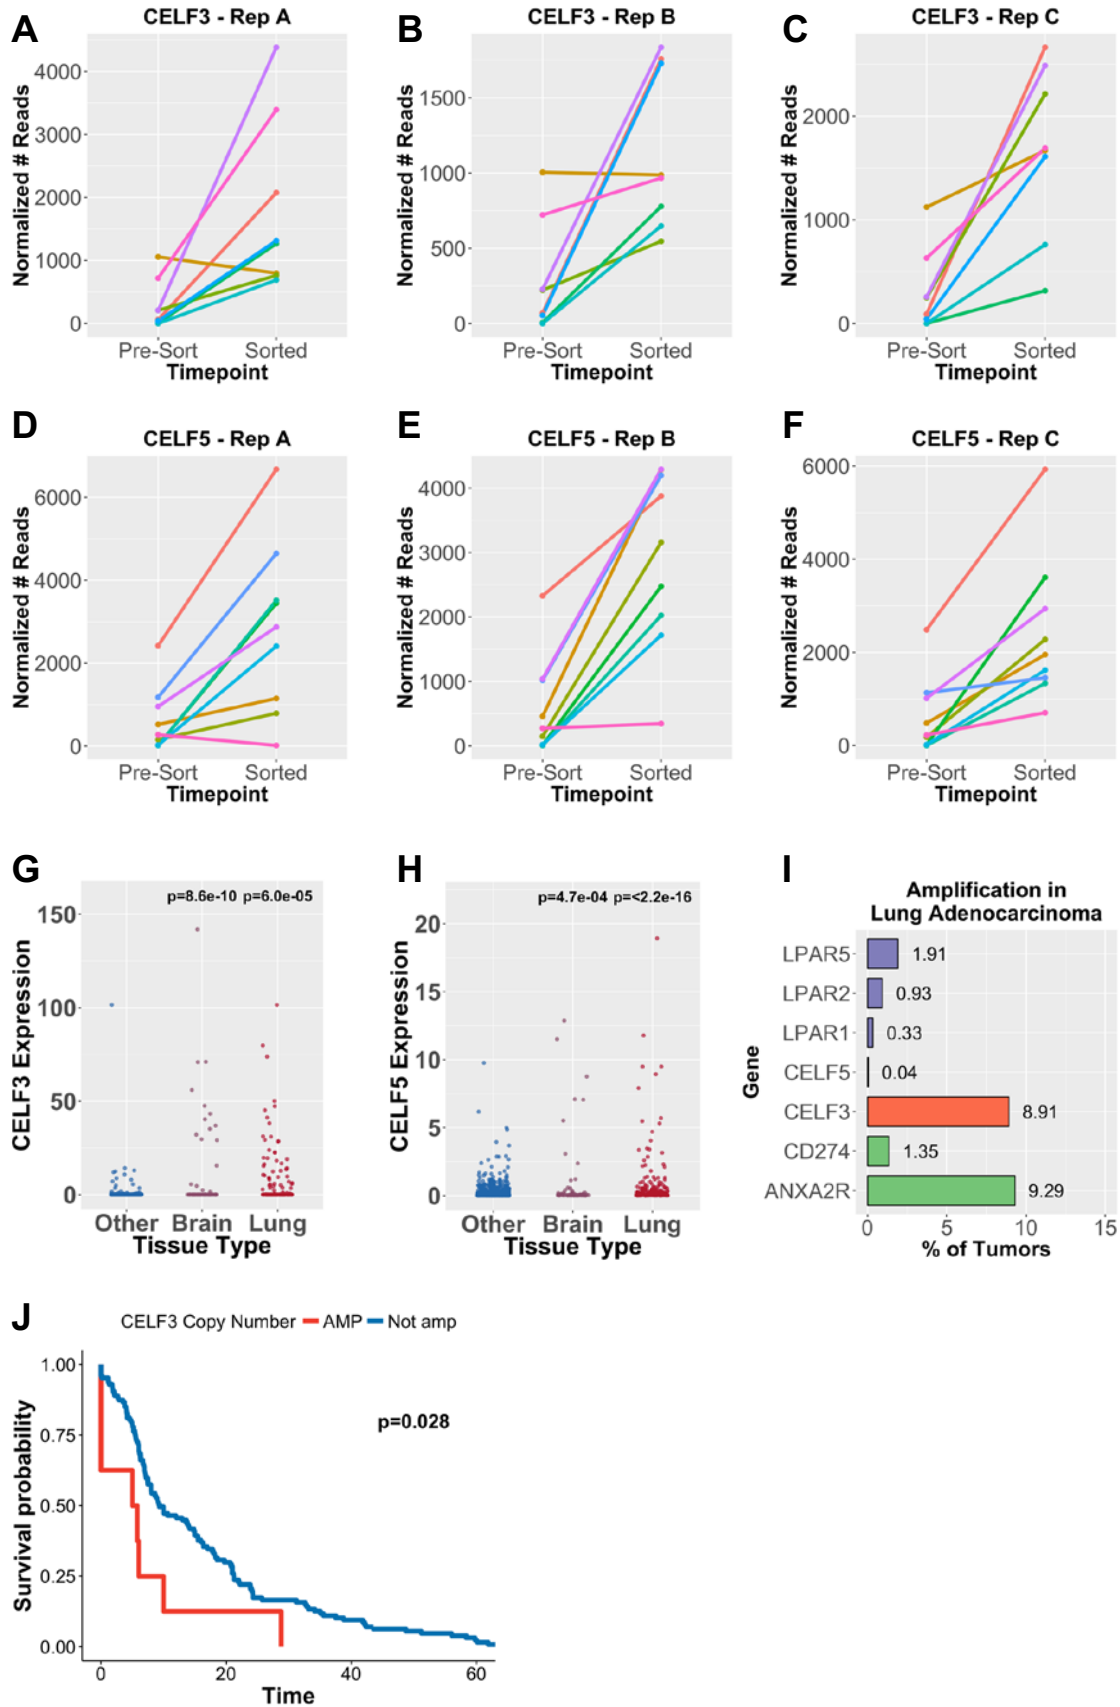 A
CELF3 - Rep A
Normalized # Reads
4000
3000
2000
1000
0
Pre-Sort Sorted
Timepoint
B
CELF3 - Rep B
Normalized # Reads
1500
1000
500
0
Pre-Sort Sorted
Timepoint
C
CELF3 - Rep C
Normalized # Reads
2000
1000
0
Pre-Sort Sorted
Timepoint
D
CELF5 - Rep A
Normalized # Reads
6000
4000
2000
0
Pre-Sort Sorted
Timepoint
E
CELF5 - Rep B
Normalized # Reads
4000
3000
2000
1000
0
Pre-Sort Sorted
Timepoint
F
CELF5 - Rep C
Normalized # Reads
6000
4000
2000
0
Pre-Sort Sorted
Timepoint
G
CELF3 Expression
p=8.6e-10 p=6.0e-05
150
100
50
0
Other Brain Lung
Tissue Type
H
CELF5 Expression
p=4.7e-04 p=<2.2e-16
20
15
10
5
0
Other Brain Lung
Tissue Type
I
Amplification in
Lung Adenocarcinoma
Gene
LPAR5 1.91
LPAR2 0.93
LPAR1 0.33
CELF5 0.04
CELF3 8.91
CD274 1.35
ANXA2R 9.29
0 5 10 15
% of Tumors
J
CELF3 Copy Number AMP Not amp
Survival probability
p=0.028
1.00
0.75
0.50
0.25
0.00
0 20 40 60
Time